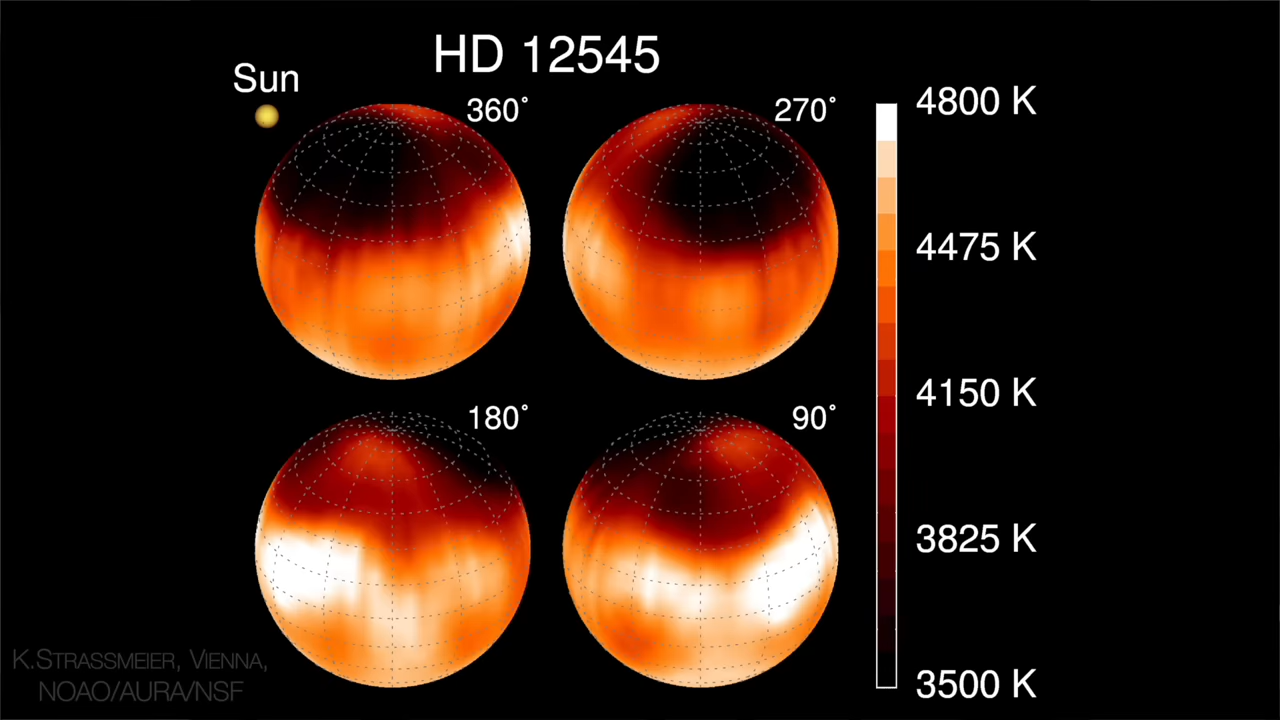 HD 12545
Sun
360°
270°
180°
90°
4800 K
4475 K
4150 K
3825 K
3500 K
K.STRASSMEIER, VIENNA,
NOAO/AURA/NSF